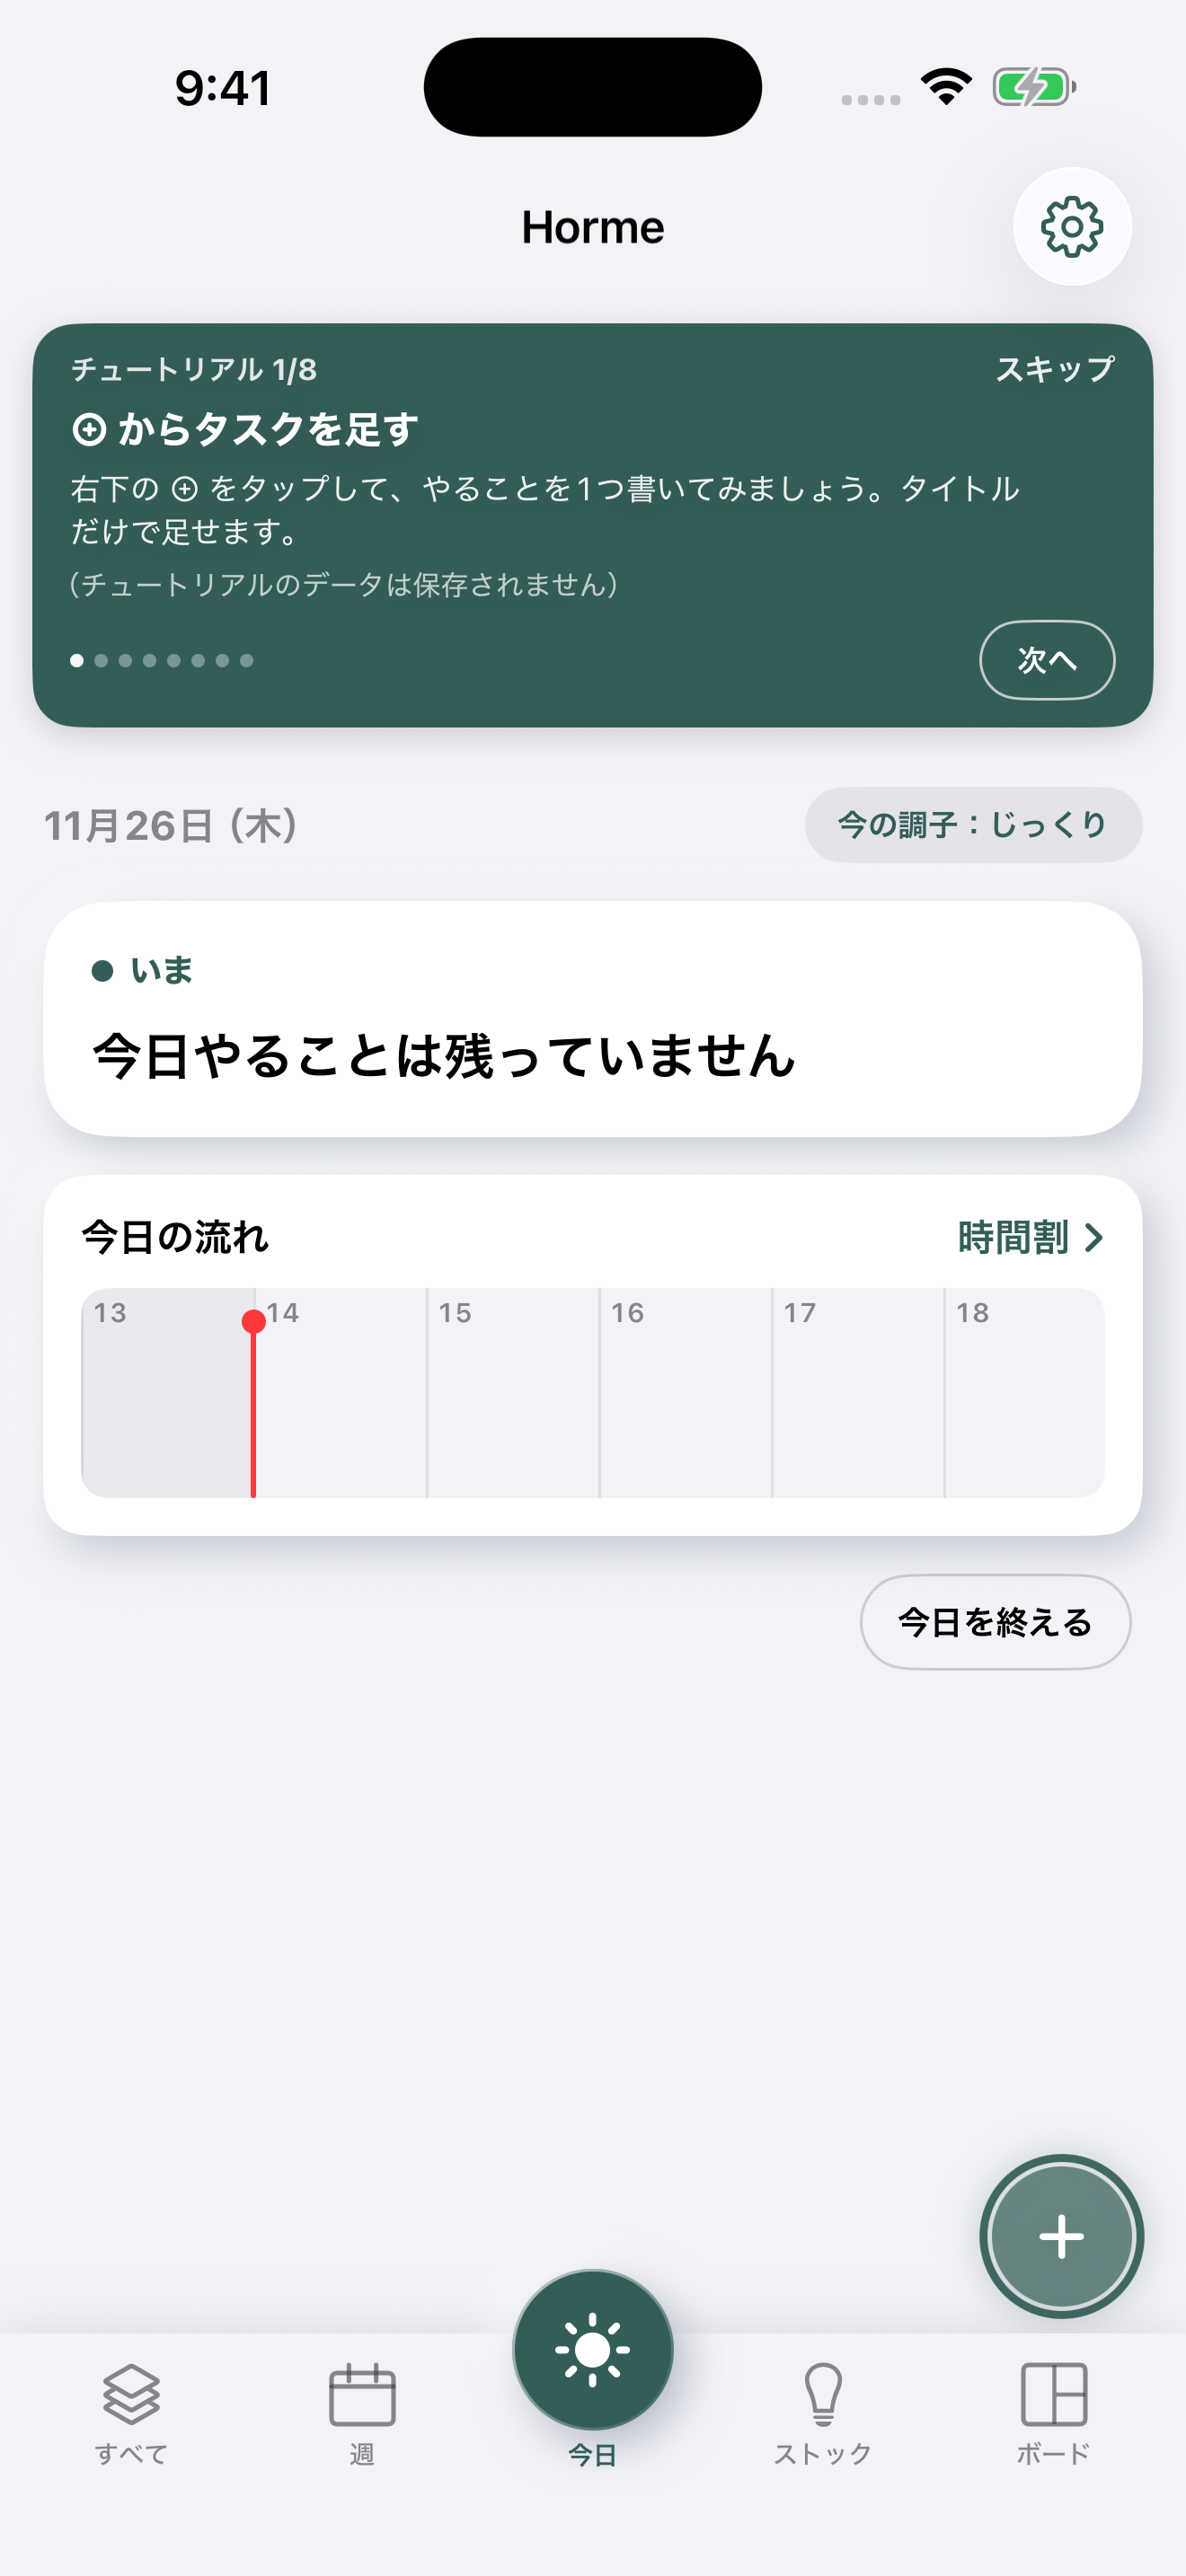 9:41
Horme
チュートリアル 1/8
スキップ
⊕ からタスクを足す
右下の ⊕ をタップして、やることを1つ書いてみましょう。タイトル
だけで足せます。
（チュートリアルのデータは保存されません）
次へ
11月26日（木）
今の調子：じっくり
いま
今日やることは残っていません
今日の流れ
時間割
13 14 15 16 17 18
今日を終える
すべて
週
今日
ストック
ボード